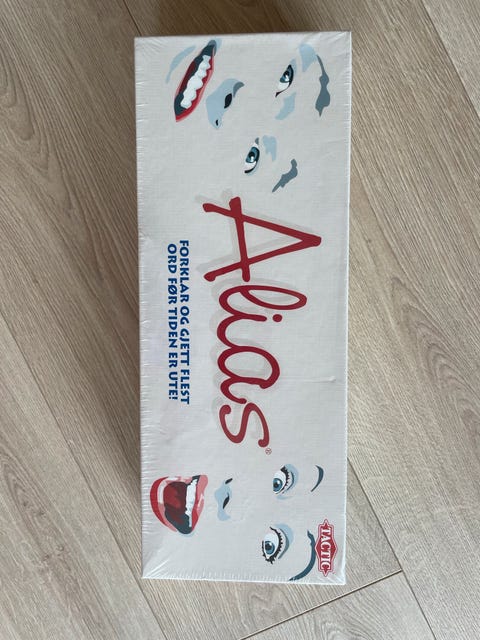 Alias®
FORKLAR OG GJETT FLEST
ORD FØR TIDEN ER UTE!
TACTIC